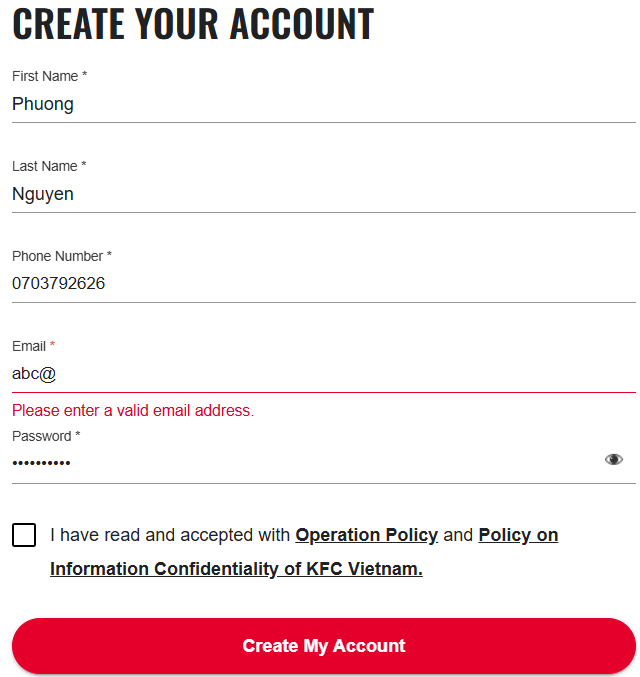 CREATE YOUR ACCOUNT
First Name *
Phuong
Last Name *
Nguyen
Phone Number *
0703792626
Email *
abc@
Please enter a valid email address.
Password *
••••••••••
I have read and accepted with Operation Policy and Policy on
Information Confidentiality of KFC Vietnam.
Create My Account